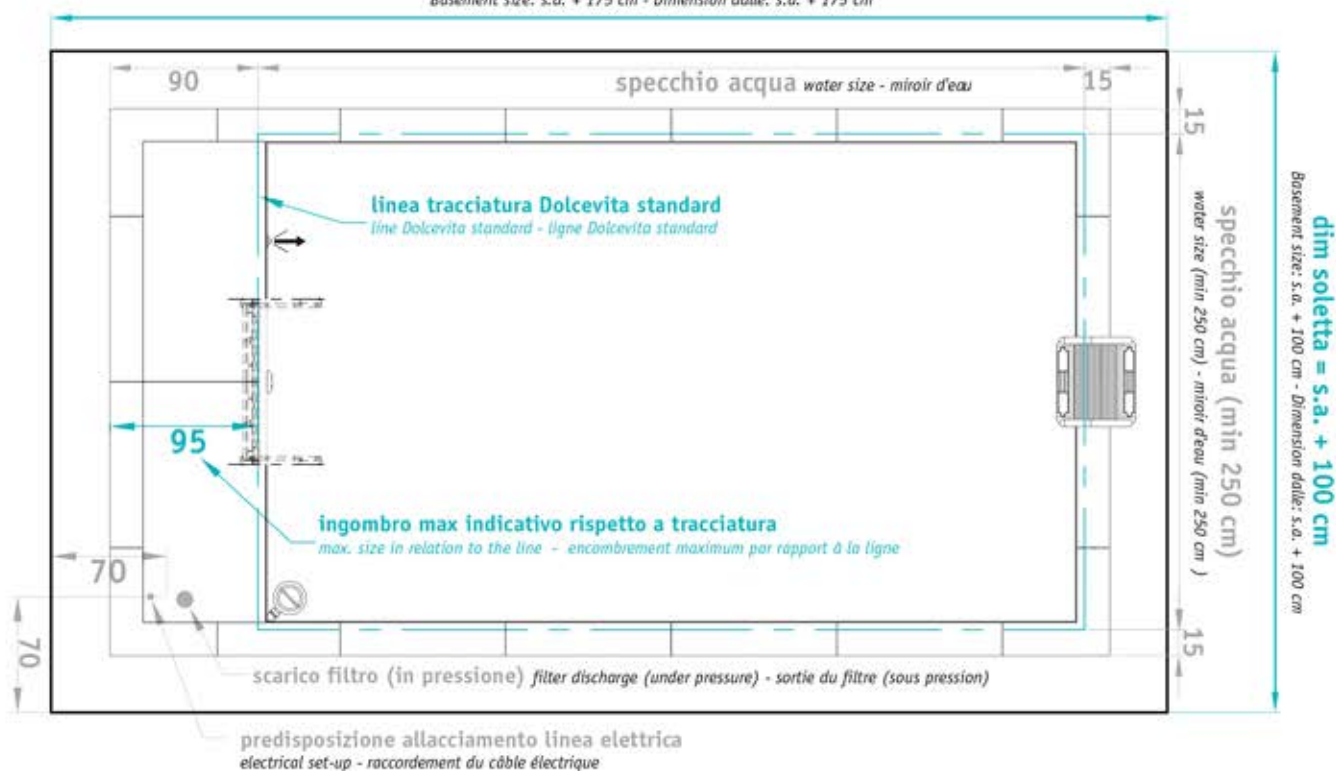 Basement size: s.a. + 175 cm - Dimension dalle: s.a. + 175 cm
90
specchio acqua water size - miroir d'eau
15
15
linea tracciatura Dolcevita standard
line Dolcevita standard - ligne Dolcevita standard
95
ingombro max indicativo rispetto a tracciatura
max. size in relation to the line - encombrement maximum par rapport à la ligne
70
70
15
scarico filtro (in pressione) filter discharge (under pressure) - sortie du filtre (sous pression)
predisposizione allacciamento linea elettrica
electrical set-up - raccordement du câble électrique
water size (min 250 cm) - miroir d'eau (min 250 cm )
specchio acqua (min 250 cm)
Basement size: s.a. + 100 cm - Dimension dalle: s.a. + 100 cm
dim soletta = s.a. + 100 cm